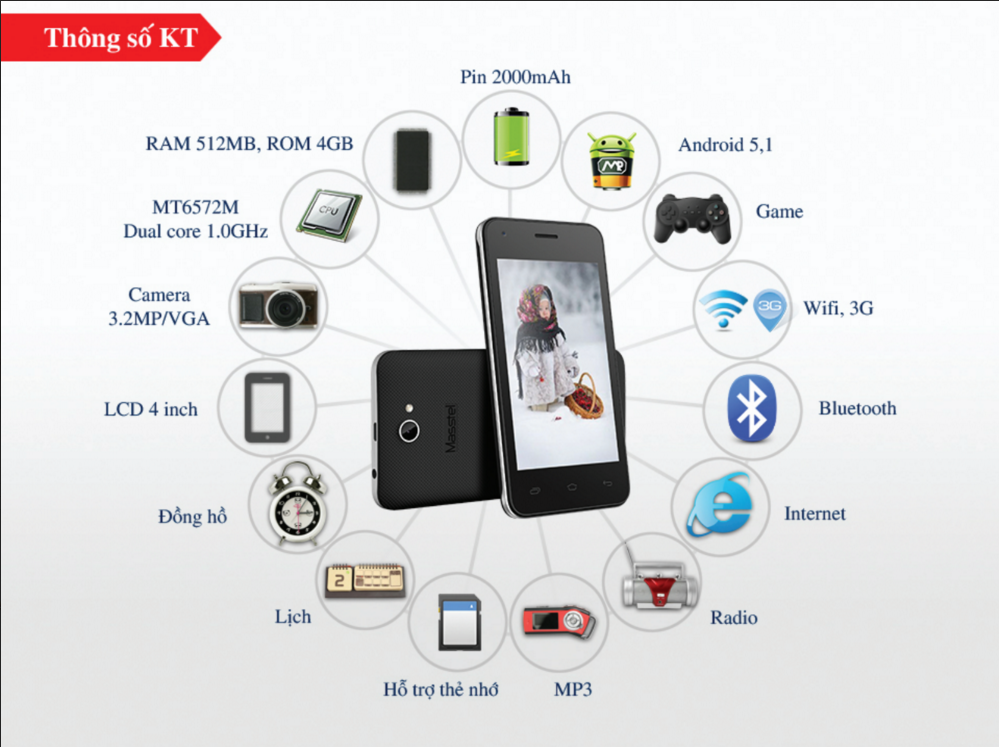 Thông số KT
Pin 2000mAh
RAM 512MB, ROM 4GB
Android 5,1
MT6572M
Dual core 1.0GHz
CPU
MP
Game
Camera
3.2MP/VGA
3G
Wifi, 3G
LCD 4 inch
Masstel
Bluetooth
Đồng hồ
Internet
2
Lịch
Radio
Hỗ trợ thẻ nhớ
MP3